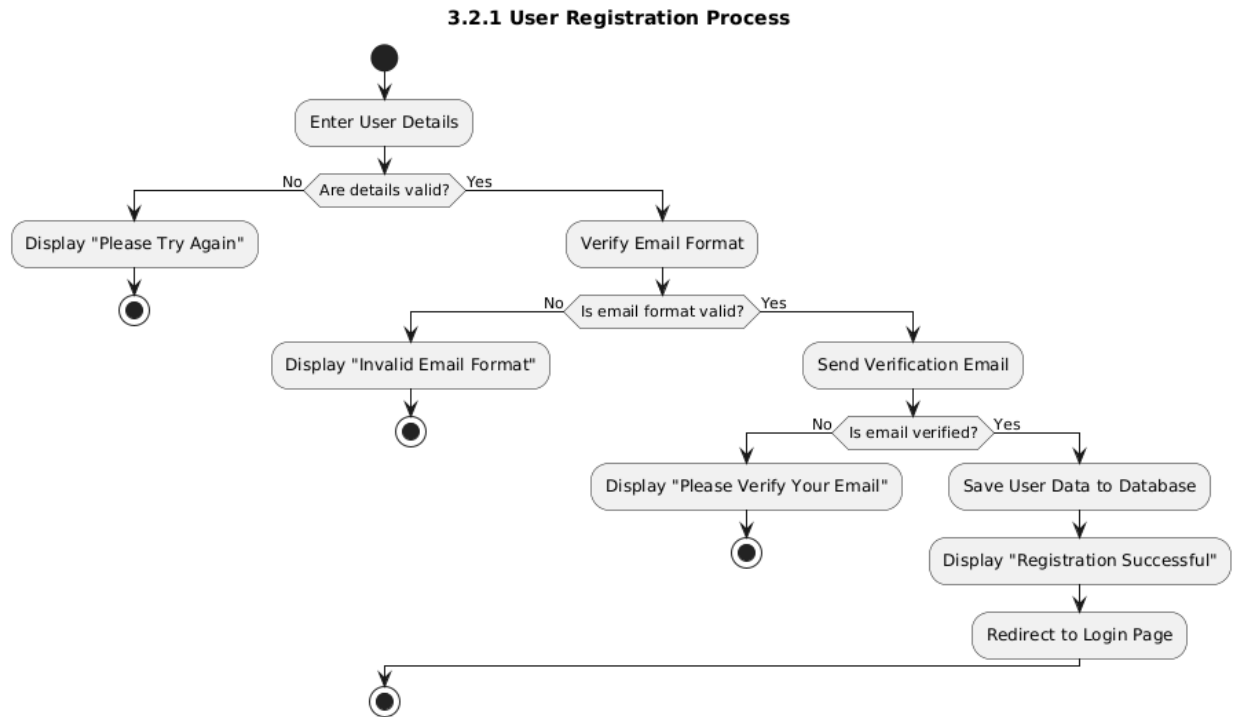 3.2.1 User Registration Process
Enter User Details
No
Are details valid?
Yes
Display "Please Try Again"
Verify Email Format
No
Is email format valid?
Yes
Display "Invalid Email Format"
Send Verification Email
No
Is email verified?
Yes
Display "Please Verify Your Email"
Save User Data to Database
Display "Registration Successful"
Redirect to Login Page